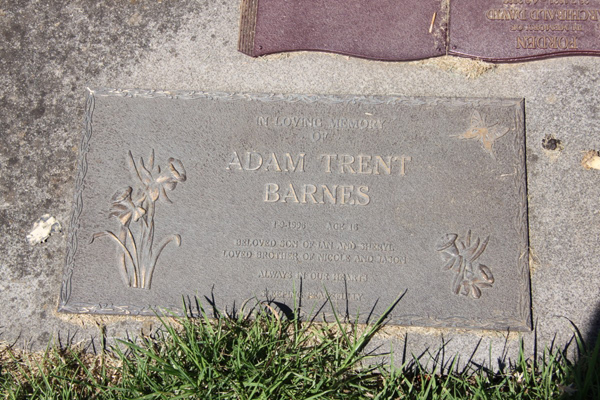 IN LOVING MEMORY
OF
ADAM TRENT
BARNES
AGE 16
BELOVED SON OF IAN AND SHERYL
LOVED BROTHER OF NICOLE AND JASON
ALWAYS IN OUR HEARTS